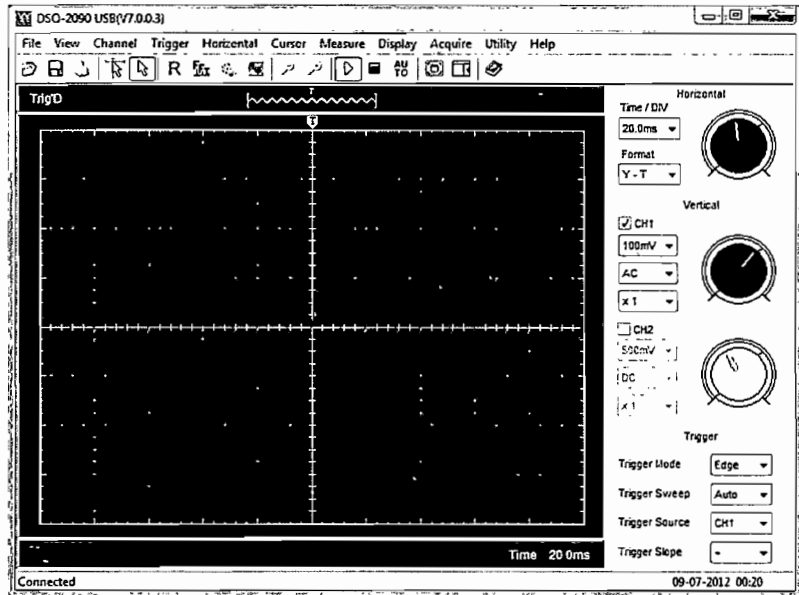 DSO-2090 USB(V7.0.0.3)
File View Channel Trigger Horizontal Cursor Measure Display Acquire Utility Help
R AUTO
Trig'D
T
T
Horizontal
Time / DIV
20.0ms
Format
Y - T
Vertical
CH1
100mV
AC
x 1
CH2
500mV
DC
x 1
Trigger
Trigger Mode Edge
Trigger Sweep Auto
Trigger Source CH1
Trigger Slope -
Time 20.0ms
Connected 09-07-2012 00:20